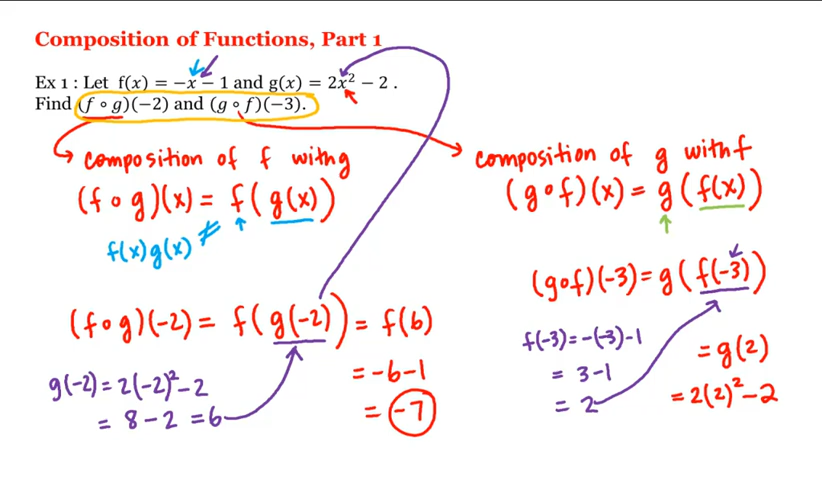 Composition of Functions, Part 1
Ex 1 : Let f(x) = −x − 1 and g(x) = 2x² − 2 .
Find (f ∘ g)(−2) and (g ∘ f)(−3).
composition of f with g
(f ∘ g)(x) = f(g(x))
f(x)g(x) ≠
(f ∘ g)(−2) = f(g(−2)) = f(6)
g(−2) = 2(−2)² − 2
= 8 − 2 = 6
= −6 − 1
= −7
composition of g with f
(g ∘ f)(x) = g(f(x))
(g ∘ f)(−3) = g(f(−3))
f(−3) = −(−3) − 1
= 3 − 1
= 2
= g(2)
= 2(2)² − 2